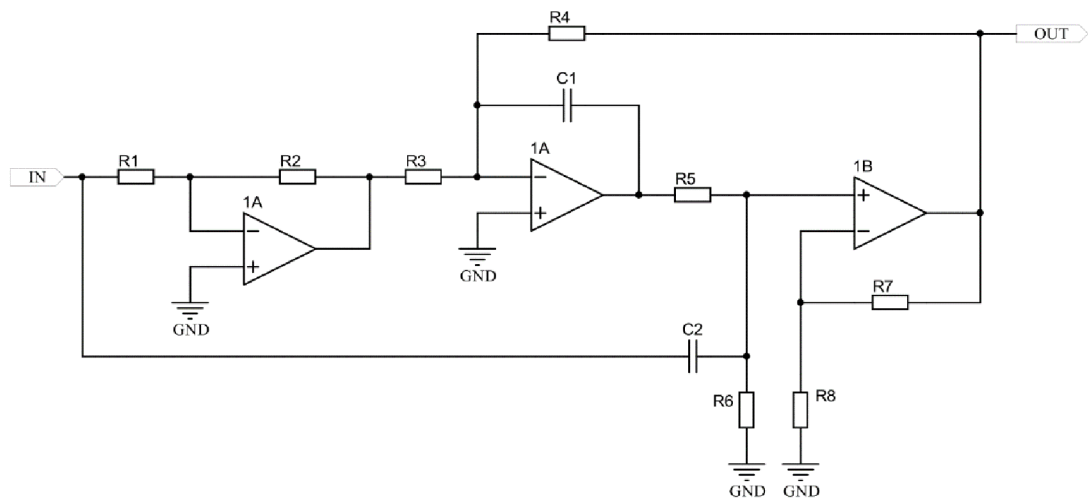 R4
OUT
C1
IN
R1
R2
R3
1A
R5
1B
1A
GND
GND
R7
C2
R6
R8
GND
GND